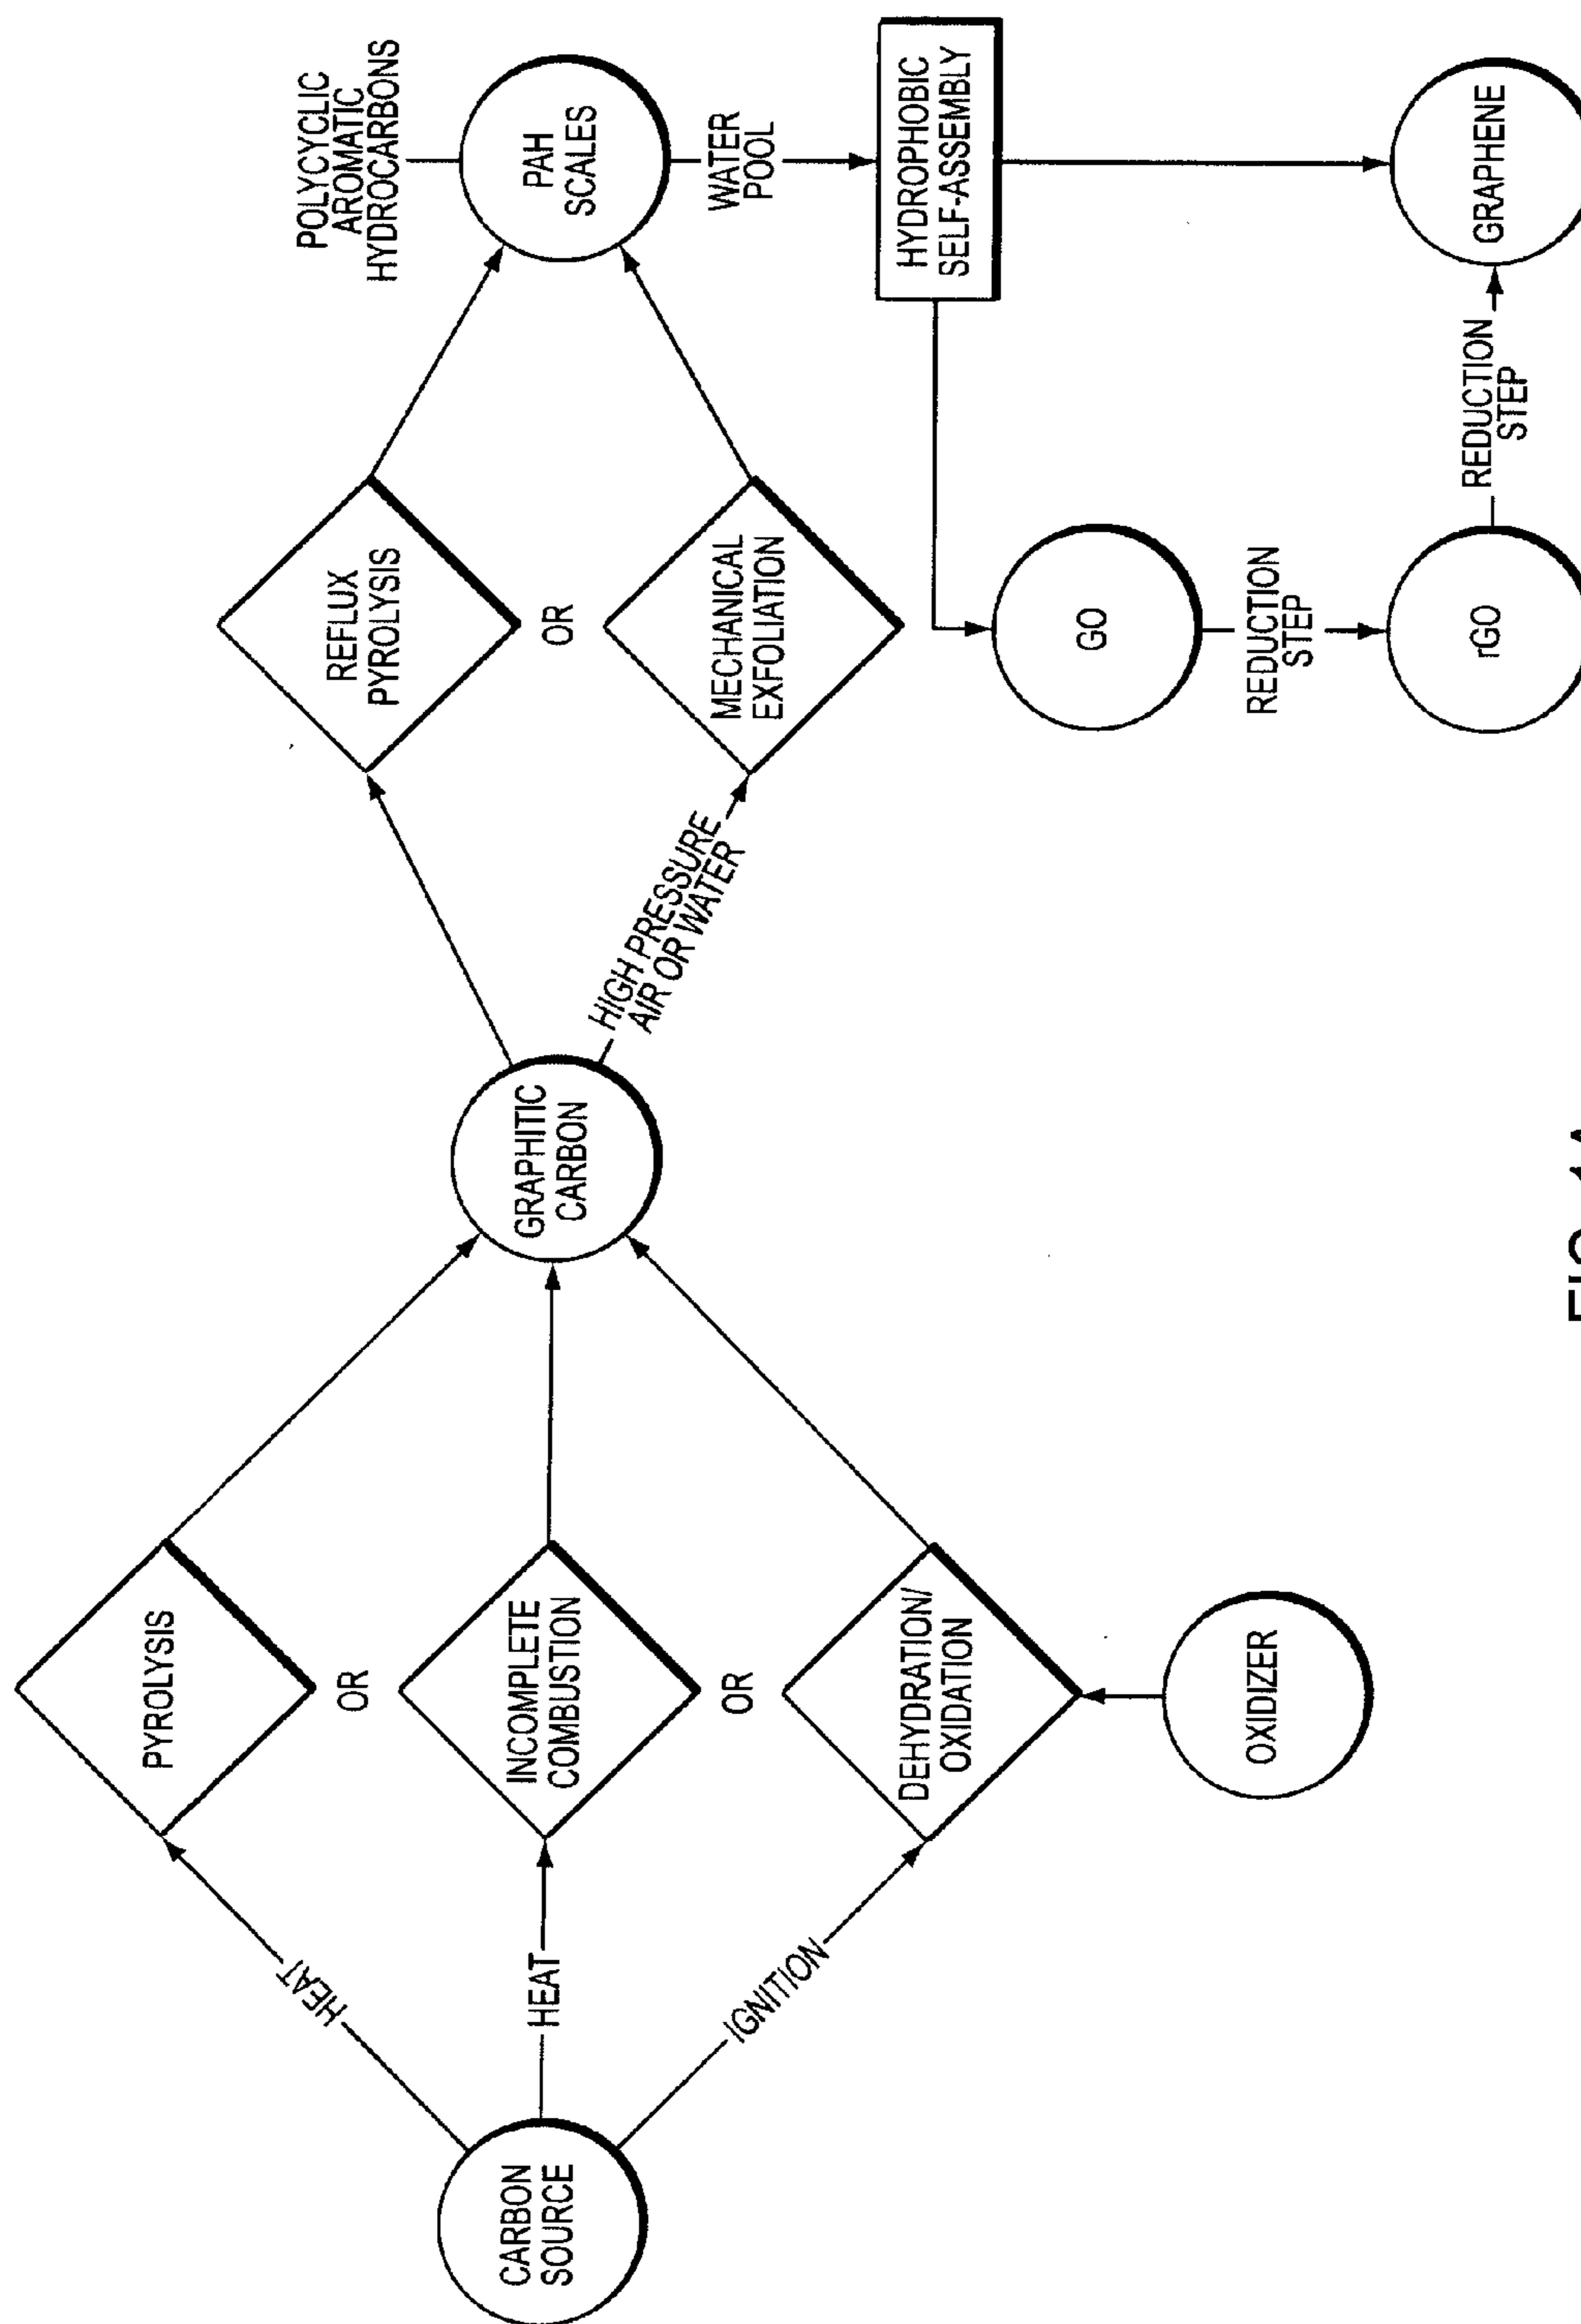 CARBON
SOURCE
HEAT
HEAT
IGNITION
PYROLYSIS
OR
INCOMPLETE
COMBUSTION
OR
DEHYDRATION/
OXIDATION
OXIDIZER
GRAPHITIC
CARBON
HIGH PRESSURE
AIR OR WATER
REFLUX
PYROLYSIS
OR
MECHANICAL
EXFOLIATION
POLYCYCLIC
AROMATIC
HYDROCARBONS
PAH
SCALES
WATER
POOL
HYDROPHOBIC
SELF-ASSEMBLY
GO
REDUCTION
STEP
rGO
REDUCTION
STEP
GRAPHENE
FIG. 1A